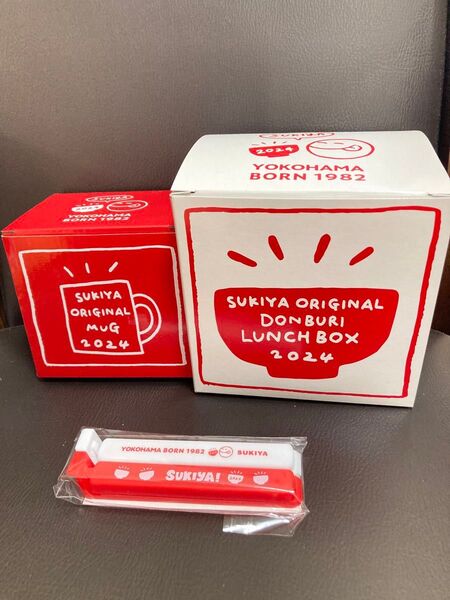 SUKIYA
YOKOHAMA
BORN 1982
SUKIYA
ORIGINAL
MUG
2024
SUKIYA
2024
YOKOHAMA
BORN 1982
SUKIYA ORIGINAL
DONBURI
LUNCH BOX
2024
YOKOHAMA BORN 1982 SUKIYA
SUKIYA!